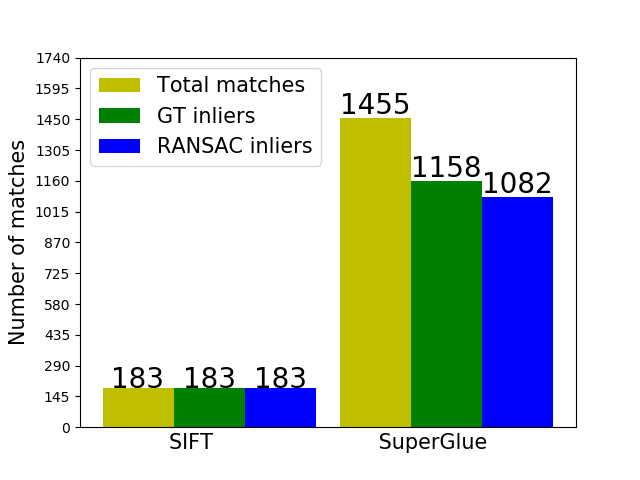 1740
1595
1450
1305
1160
1015
870
725
580
435
290
145
0
Number of matches
Total matches
GT inliers
RANSAC inliers
1455
1158
1082
183 183 183
SIFT SuperGlue